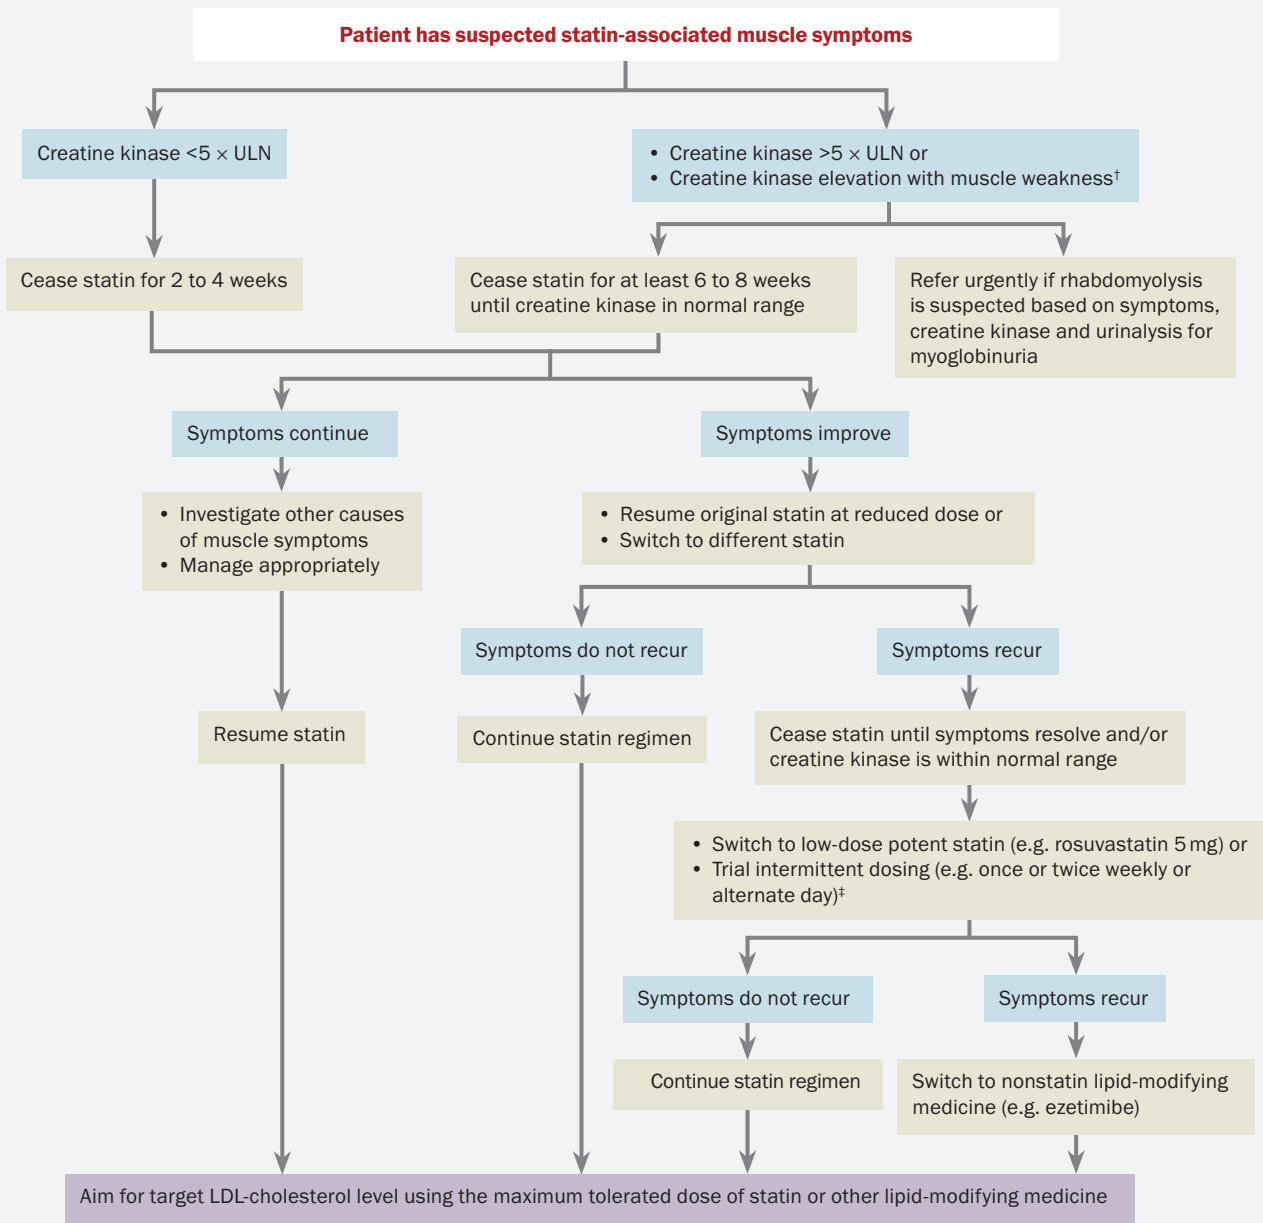 Patient has suspected statin-associated muscle symptoms
Creatine kinase <5 × ULN
• Creatine kinase >5 × ULN or
• Creatine kinase elevation with muscle weakness†
Cease statin for 2 to 4 weeks
Cease statin for at least 6 to 8 weeks
until creatine kinase in normal range
Refer urgently if rhabdomyolysis
is suspected based on symptoms,
creatine kinase and urinalysis for
myoglobinuria
Symptoms continue
Symptoms improve
• Investigate other causes
of muscle symptoms
• Manage appropriately
• Resume original statin at reduced dose or
• Switch to different statin
Symptoms do not recur
Symptoms recur
Resume statin
Continue statin regimen
Cease statin until symptoms resolve and/or
creatine kinase is within normal range
• Switch to low-dose potent statin (e.g. rosuvastatin 5 mg) or
• Trial intermittent dosing (e.g. once or twice weekly or
alternate day)‡
Symptoms do not recur
Symptoms recur
Continue statin regimen
Switch to nonstatin lipid-modifying
medicine (e.g. ezetimibe)
Aim for target LDL-cholesterol level using the maximum tolerated dose of statin or other lipid-modifying medicine